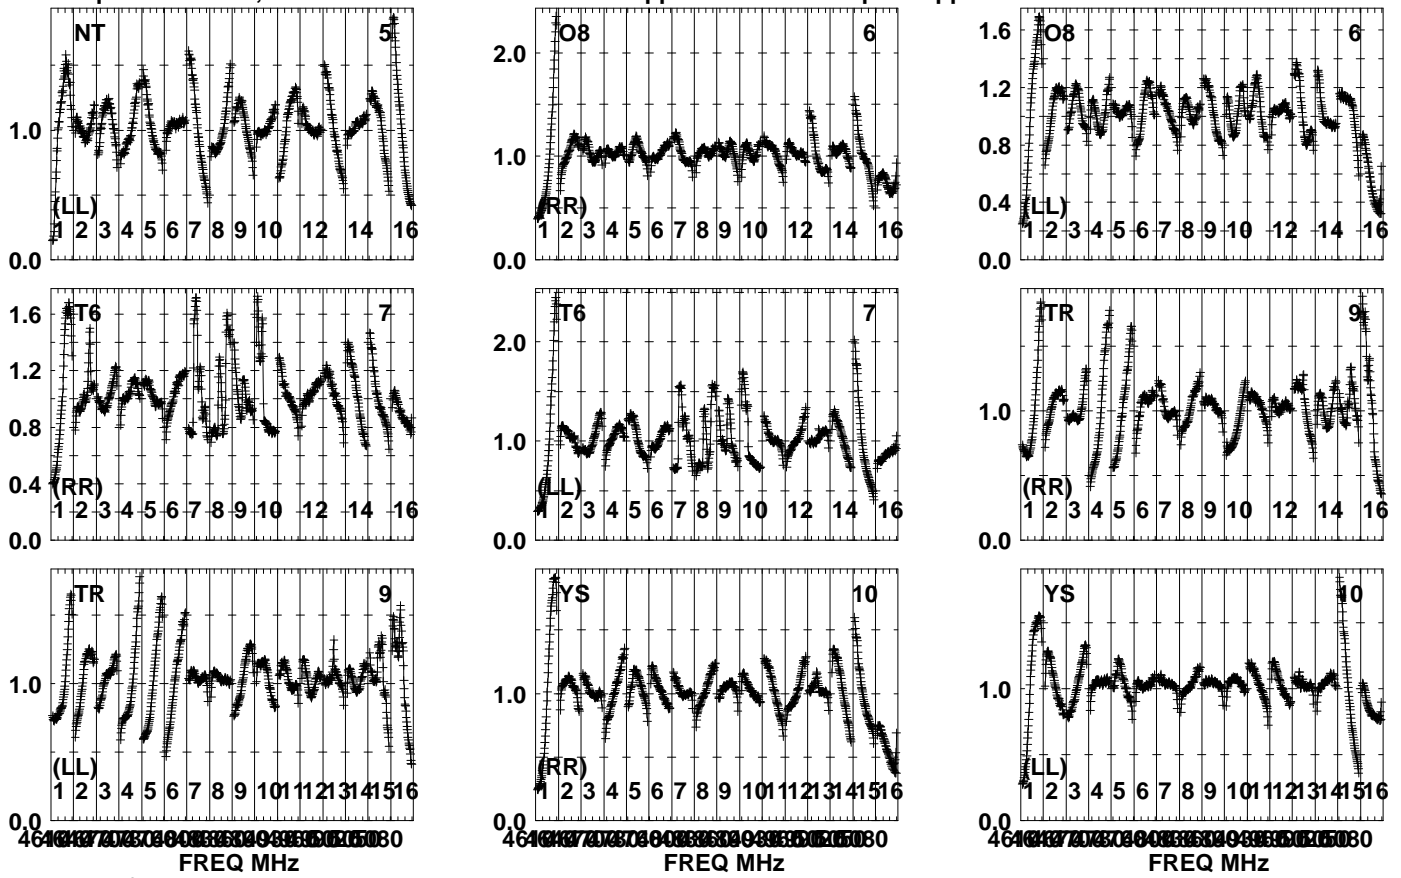 NT 5
1.0
(LL)
1 2 3 4 5 6 7 8 9 10 12 14 16
0.0
O8 6
2.0
1.0
(RR)
1 2 3 4 5 6 7 8 9 10 12 14 16
0.0
O8 6
1.6
1.2
0.8
0.4
(LL)
1 2 3 4 5 6 7 8 9 10 12 14 16
0.0
T6 7
1.6
1.2
0.8
0.4
(RR)
1 2 3 4 5 6 7 8 9 10 12 14 16
0.0
T6 7
2.0
1.0
(LL)
1 2 3 4 5 6 7 8 9 10 12 14 16
0.0
TR 9
1.0
(RR)
1 2 3 4 5 6 7 8 9 10 12 14 16
0.0
TR 9
1.0
(LL)
1 2 3 4 5 6 7 8 9 10 11 12 13 14 15 16
0.0
FREQ MHz
YS 10
1.0
(RR)
1 2 3 4 5 6 7 8 9 10 11 12 13 14 15 16
0.0
FREQ MHz
YS 10
1.0
(LL)
1 2 3 4 5 6 7 8 9 10 11 12 13 14 15 16
0.0
FREQ MHz